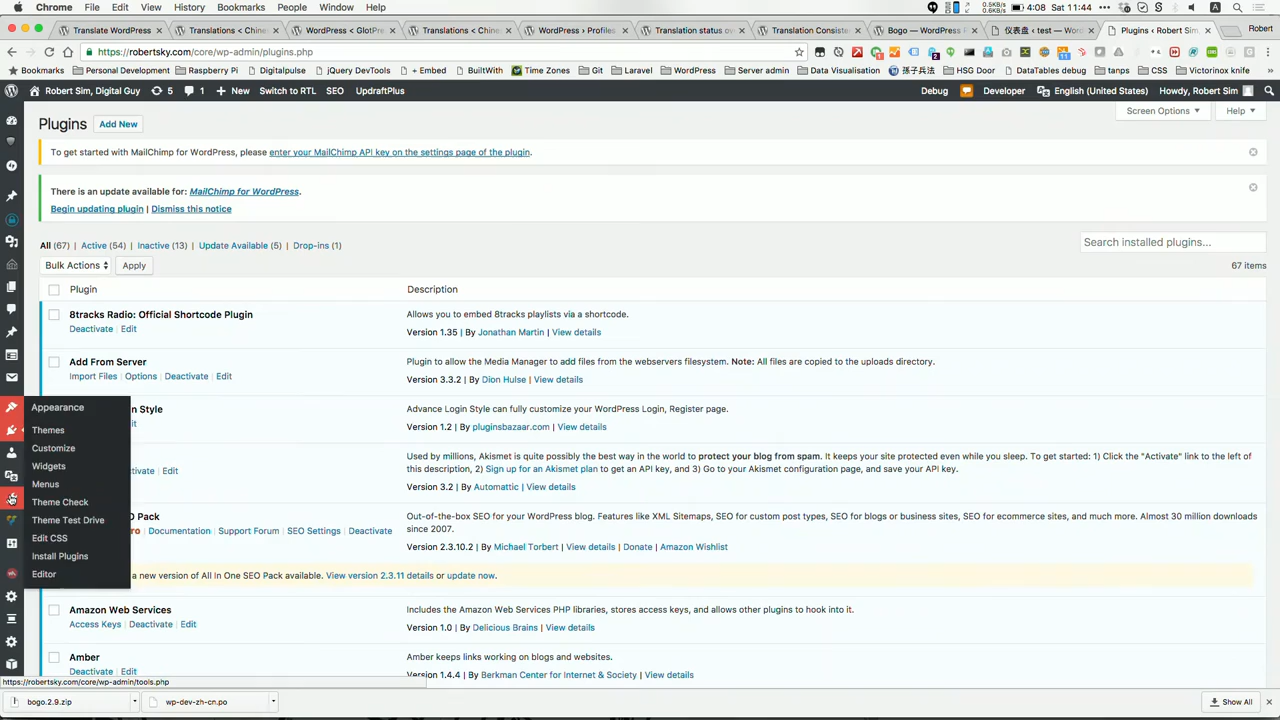 Chrome File Edit View History Bookmarks People Window Help 0.5KB/s 0.6KB/s 4:08 Sib 11:44
Translate WordPress Translations < Chine WordPress < GlotPre Translations < Chine WordPress › Profiles Translation status ov Translation Consiste Bogo — WordPress P 仪表盘 ‹ test — Wo Plugins ‹ Robert Sim, Robert
https://robertsky.com/core/wp-admin/plugins.php
Bookmarks Personal Development Raspberry Pi Digitalpulse jQuery DevTools + Embed BuiltWith Time Zones Git Laravel WordPress Server admin Data Visualisation 孫子兵法 HSG Door DataTables debug tanps CSS Victorinox knife
Robert Sim, Digital Guy 5 1 + New Switch to RTL SEO UpdraftPlus Debug Developer English (United States) Howdy, Robert Sim
Screen Options Help
Plugins Add New
To get started with MailChimp for WordPress, please enter your MailChimp API key on the settings page of the plugin.
There is an update available for: MailChimp for WordPress.
Begin updating plugin | Dismiss this notice
All (67) | Active (54) | Inactive (13) | Update Available (5) | Drop-ins (1)
Search installed plugins...
Bulk Actions Apply 67 items
Plugin Description
8tracks Radio: Official Shortcode Plugin Allows you to embed 8tracks playlists via a shortcode.
Deactivate | Edit Version 1.35 | By Jonathan Martin | View details
Add From Server Plugin to allow the Media Manager to add files from the webservers filesystem. Note: All files are copied to the uploads directory.
Import Files | Options | Deactivate | Edit Version 3.3.2 | By Dion Hulse | View details
Appearance
Themes
Customize
Widgets
Menus
Theme Check
Theme Test Drive
Edit CSS
Install Plugins
Editor
n Style Advance Login Style can fully customize your WordPress Login, Register page.
Version 1.2 | By pluginsbazaar.com | View details
Used by millions, Akismet is quite possibly the best way in the world to protect your blog from spam. It keeps your site protected even while you sleep. To get started: 1) Click the "Activate" link to the left of
ctivate | Edit this description, 2) Sign up for an Akismet plan to get an API key, and 3) Go to your Akismet configuration page, and save your API key.
Version 3.2 | By Automattic | View details
O Pack Out-of-the-box SEO for your WordPress blog. Features like XML Sitemaps, SEO for custom post types, SEO for blogs or business sites, SEO for ecommerce sites, and much more. Almost 30 million downloads
ro | Documentation | Support Forum | SEO Settings | Deactivate since 2007.
Version 2.3.10.2 | By Michael Torbert | View details | Donate | Amazon Wishlist
a new version of All In One SEO Pack available. View version 2.3.11 details or update now.
Amazon Web Services Includes the Amazon Web Services PHP libraries, stores access keys, and allows other plugins to hook into it.
Access Keys | Deactivate | Edit Version 1.0 | By Delicious Brains | View details
Amber Amber keeps links working on blogs and websites.
Deactivate | Edit Version 1.4.4 | By Berkman Center for Internet & Society | View details
https://robertsky.com/core/wp-admin/tools.php
bogo.2.9.zip wp-dev-zh-cn.po Show All